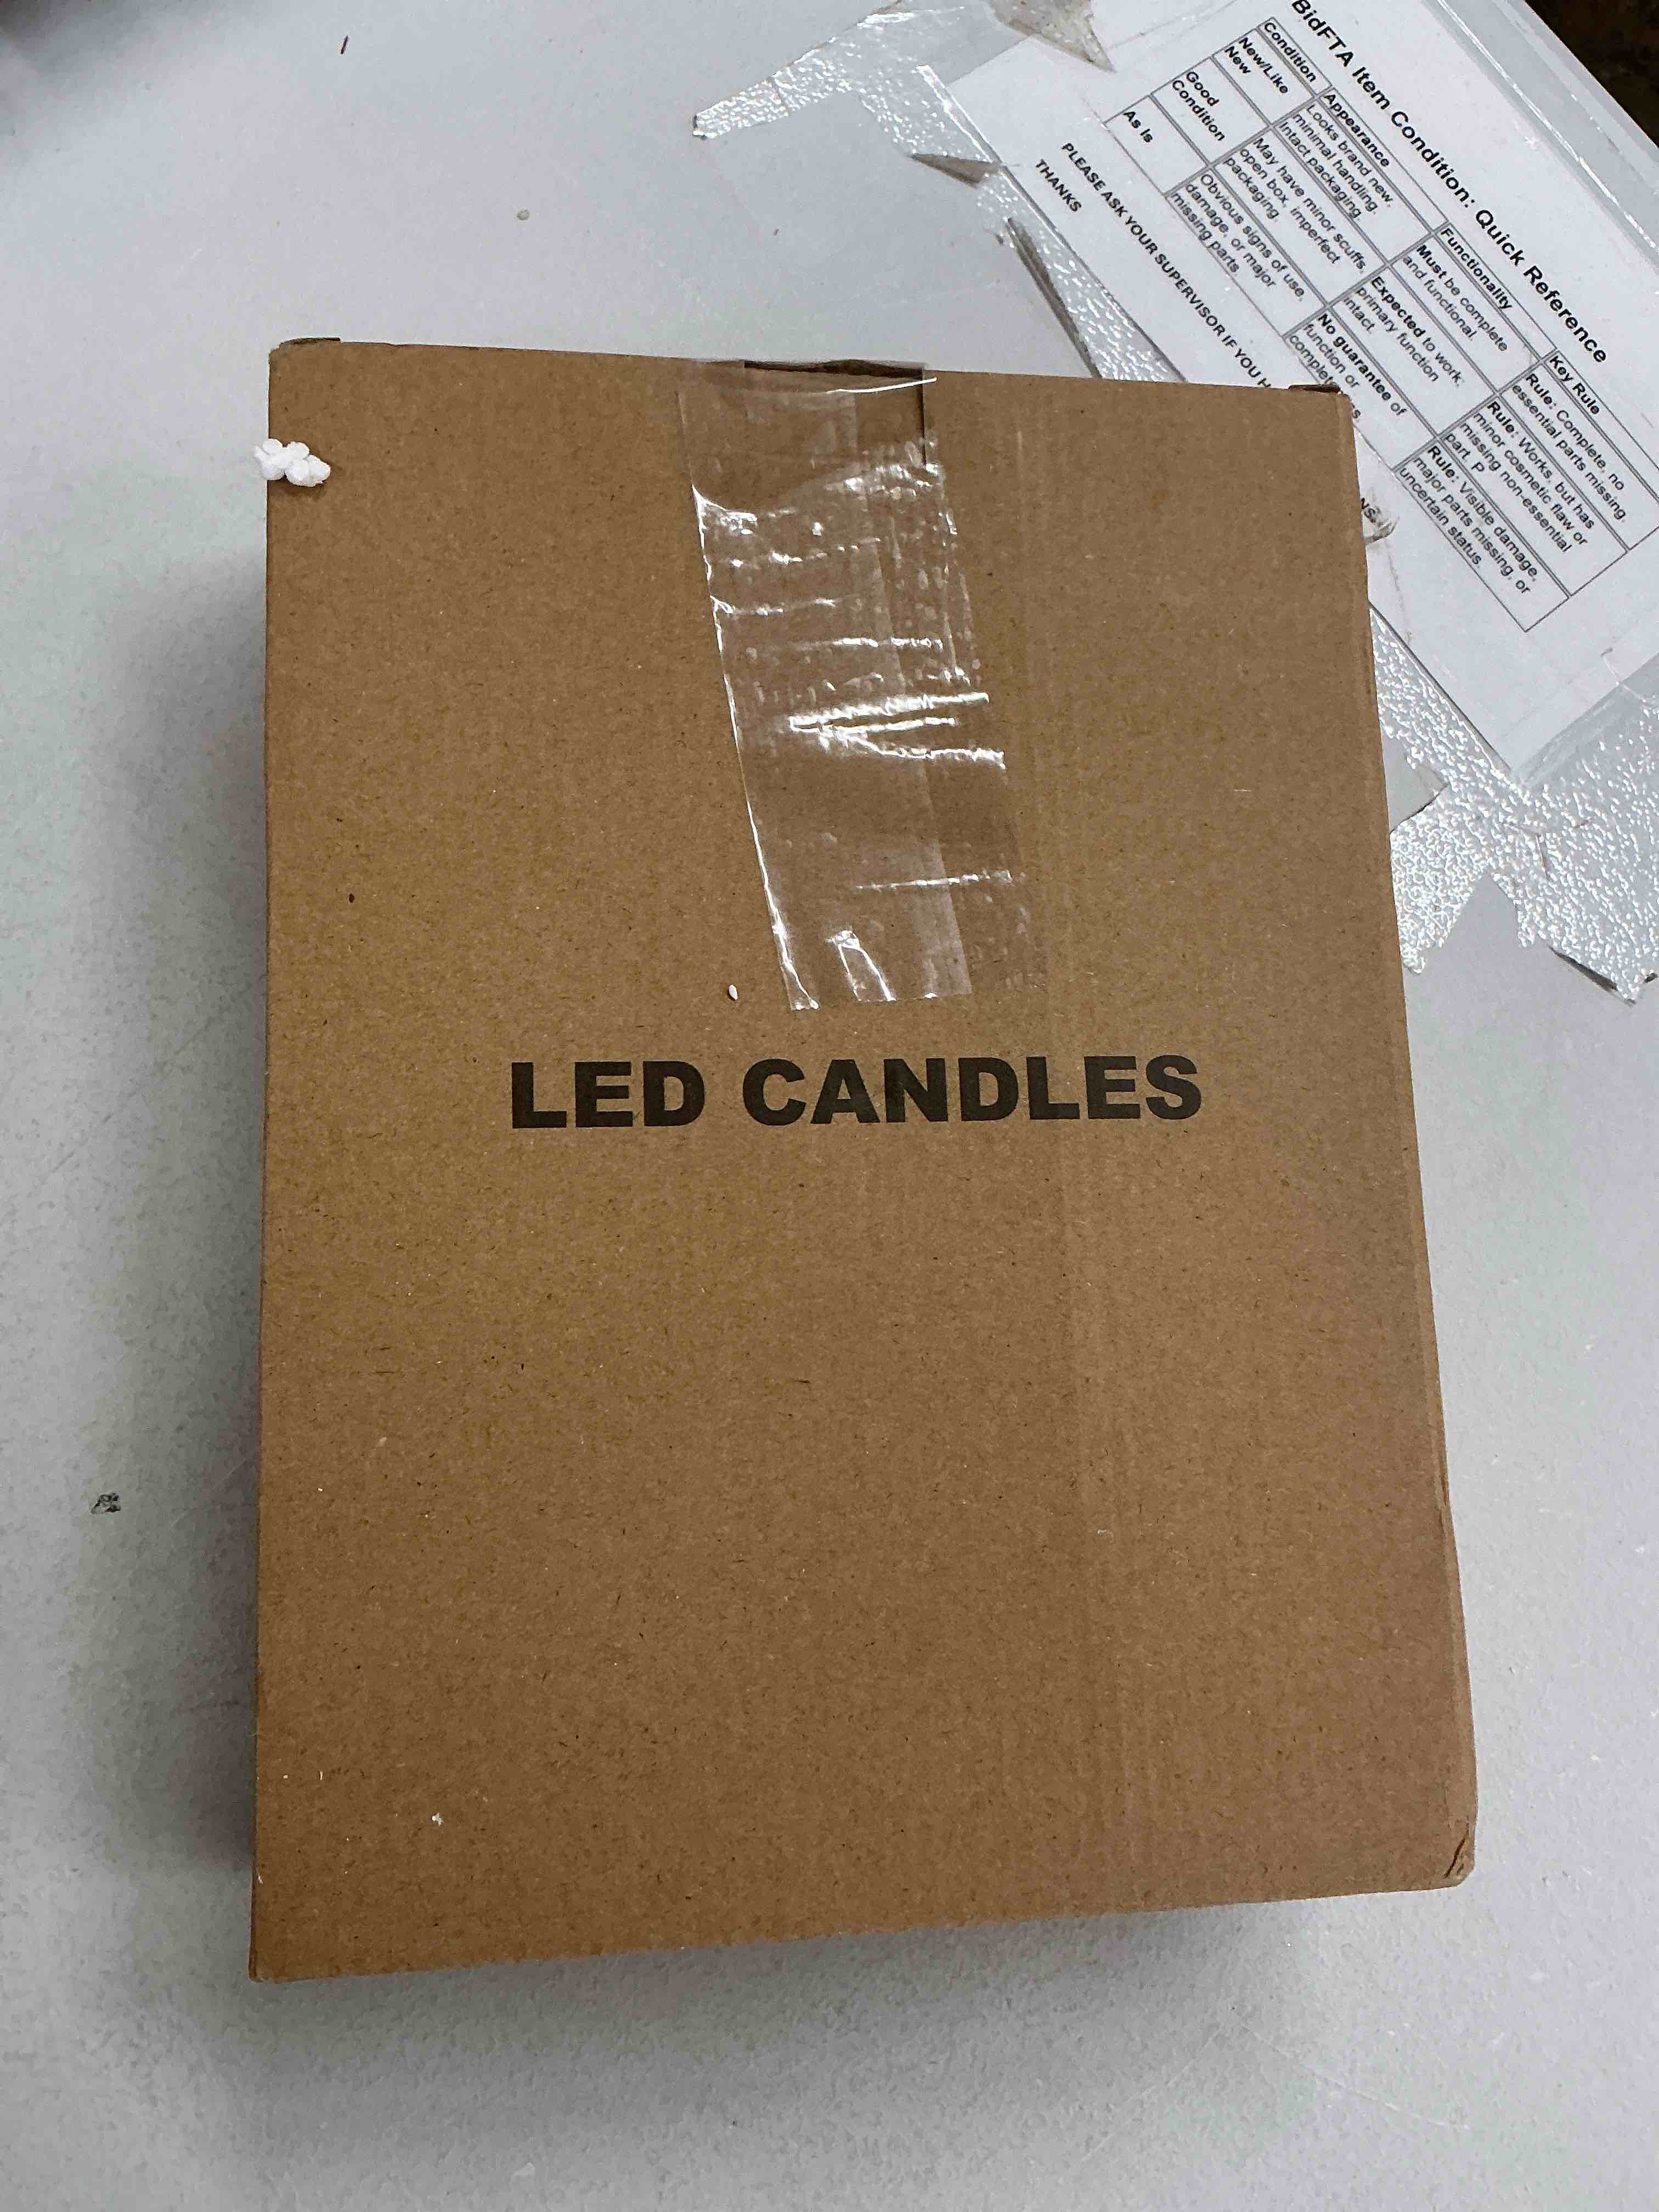 BidFTA Item Condition: Quick Reference
Condition
Appearance
Functionality
Key Rule
New/Like
New
Looks brand new,
minimal handling.
Intact packaging.
Must be complete
and functional.
Rule: Complete, no
essential parts missing.
Good
Condition
May have minor scuffs,
open box, imperfect
packaging.
Expected to work;
primary function
intact.
Rule: Works, but has
minor cosmetic flaw or
missing non-essential
part.
As Is
Obvious signs of use,
damage, or major
missing parts.
No guarantee of
function or
Rule: Visible damage,
major parts missing, or
uncertain status.
PLEASE ASK YOUR SUPERVISOR IF YOU
THANKS
LED CANDLES